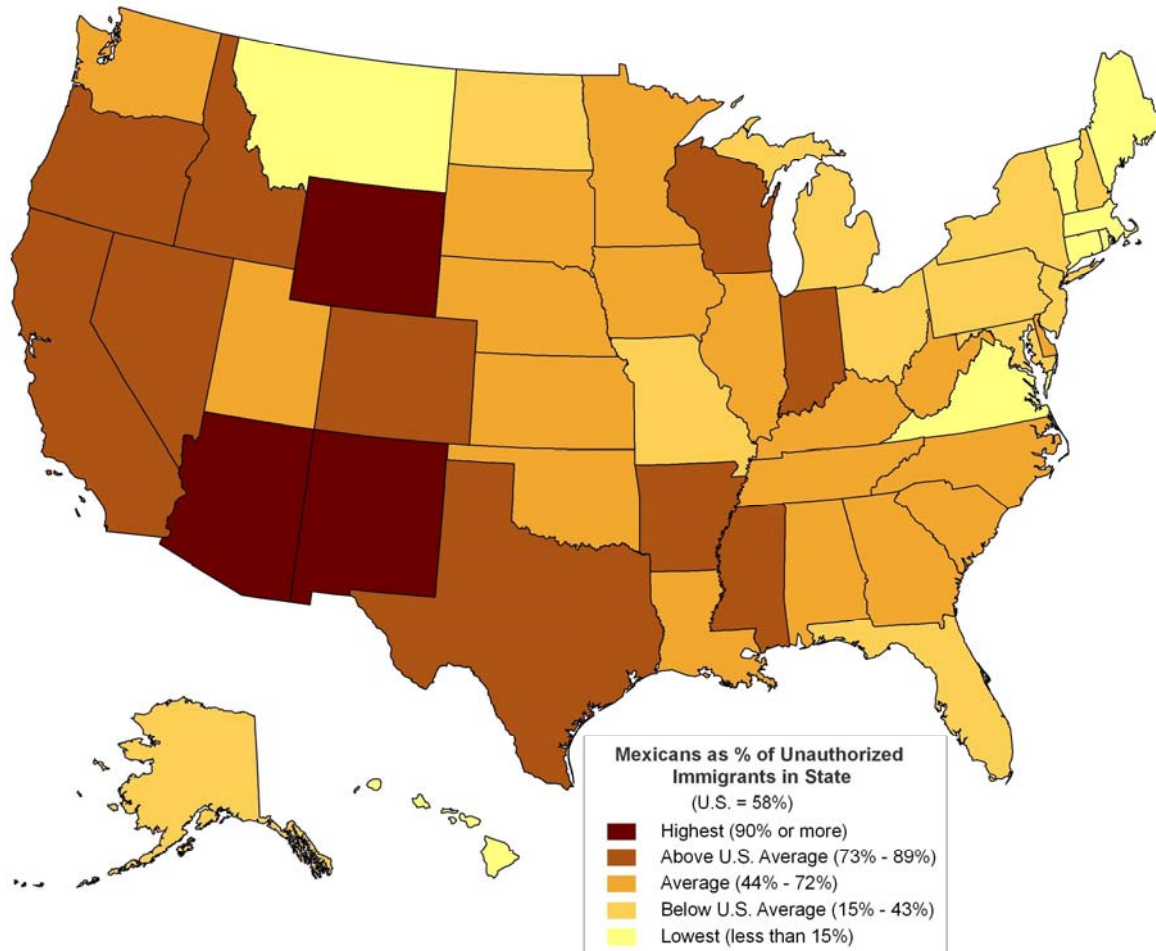 Mexicans as % of Unauthorized
Immigrants in State
(U.S. = 58%)
Highest (90% or more)
Above U.S. Average (73% - 89%)
Average (44% - 72%)
Below U.S. Average (15% - 43%)
Lowest (less than 15%)